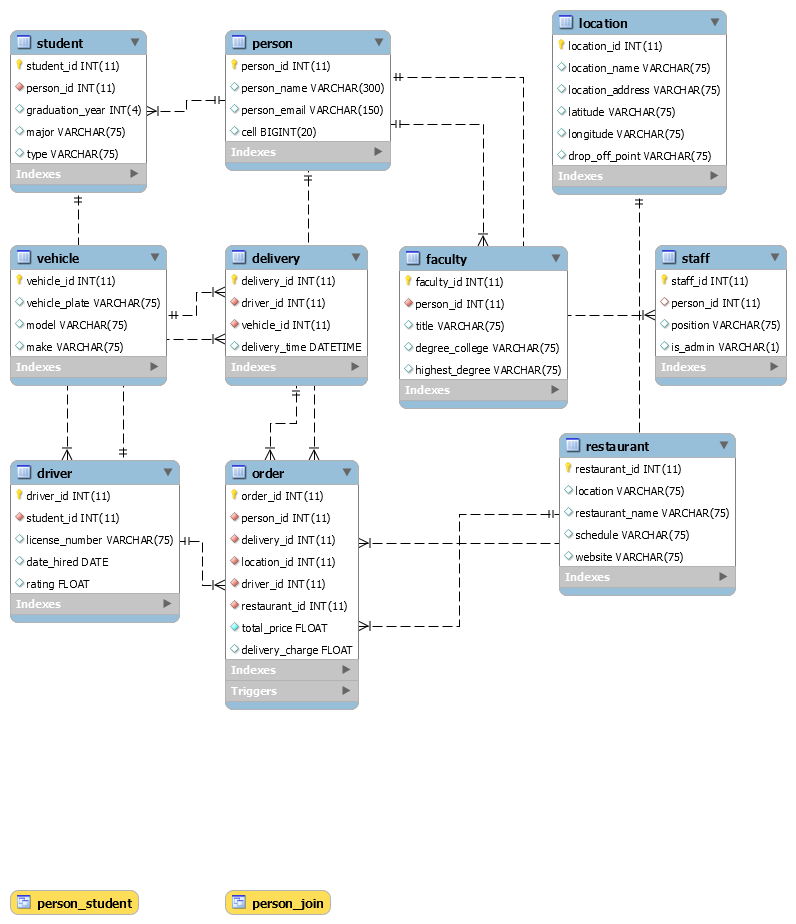 student
student_id INT(11)
person_id INT(11)
graduation_year INT(4)
major VARCHAR(75)
type VARCHAR(75)
Indexes
person
person_id INT(11)
person_name VARCHAR(300)
person_email VARCHAR(150)
cell BIGINT(20)
Indexes
location
location_id INT(11)
location_name VARCHAR(75)
location_address VARCHAR(75)
latitude VARCHAR(75)
longitude VARCHAR(75)
drop_off_point VARCHAR(75)
Indexes
vehicle
vehicle_id INT(11)
vehicle_plate VARCHAR(75)
model VARCHAR(75)
make VARCHAR(75)
Indexes
delivery
delivery_id INT(11)
driver_id INT(11)
vehicle_id INT(11)
delivery_time DATETIME
Indexes
faculty
faculty_id INT(11)
person_id INT(11)
title VARCHAR(75)
degree_college VARCHAR(75)
highest_degree VARCHAR(75)
Indexes
staff
staff_id INT(11)
person_id INT(11)
position VARCHAR(75)
is_admin VARCHAR(1)
Indexes
driver
driver_id INT(11)
student_id INT(11)
license_number VARCHAR(75)
date_hired DATE
rating FLOAT
Indexes
order
order_id INT(11)
person_id INT(11)
delivery_id INT(11)
location_id INT(11)
driver_id INT(11)
restaurant_id INT(11)
total_price FLOAT
delivery_charge FLOAT
Indexes
Triggers
restaurant
restaurant_id INT(11)
location VARCHAR(75)
restaurant_name VARCHAR(75)
schedule VARCHAR(75)
website VARCHAR(75)
Indexes
person_student
person_join